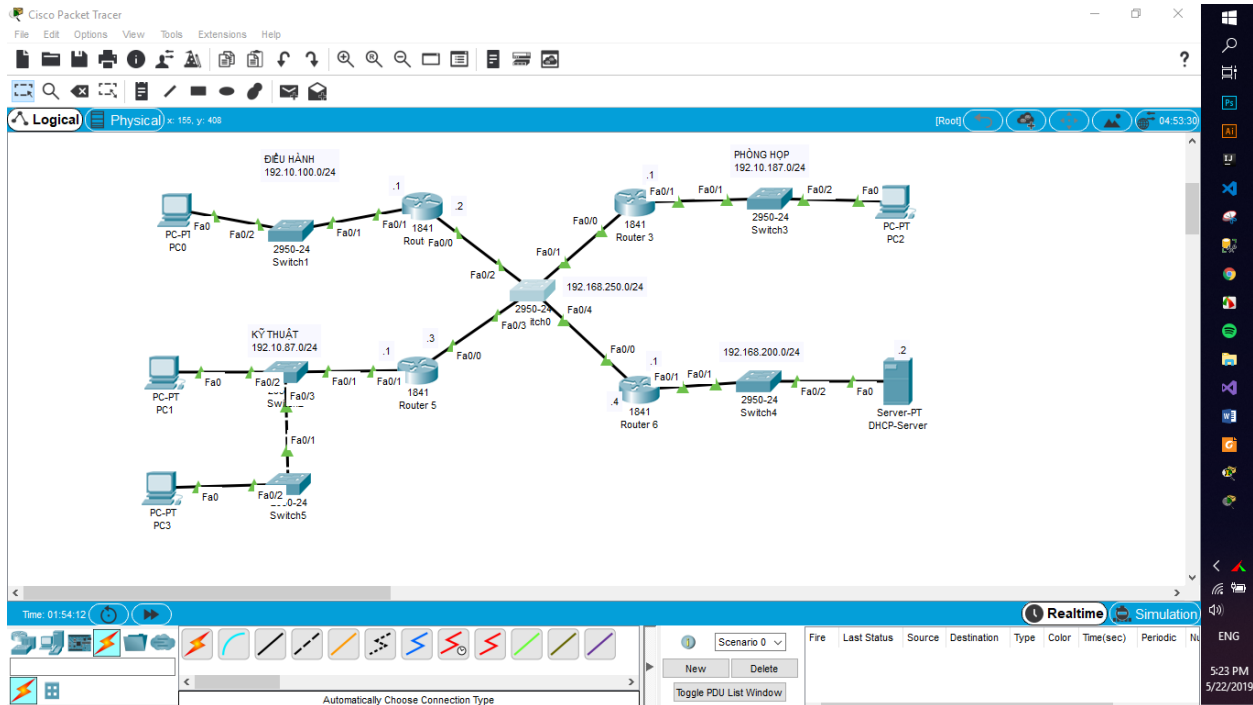 Cisco Packet Tracer
File Edit Options View Tools Extensions Help
?
Logical Physical x: 155, y: 408
[Root] 04:53:30
ĐIỀU HÀNH
192.10.100.0/24
.1
.2
PC-PT
PC0
Fa0
Fa0/2
2950-24
Switch1
Fa0/1
Fa0/1
1841
Rout
Fa0/0
Fa0/2
PHÒNG HỌP
192.10.187.0/24
.1
Fa0/1
Fa0/1
Fa0/2
Fa0
Fa0/0
1841
Router 3
2950-24
Switch3
PC-PT
PC2
Fa0/1
192.168.250.0/24
2950-24
itch0
Fa0/4
Fa0/3
KỸ THUẬT
192.10.87.0/24
.1
.3
Fa0/0
PC-PT
PC1
Fa0
Fa0/2
Fa0/3
Fa0/1
Fa0/1
1841
Router 5
Fa0/1
PC-PT
PC3
Fa0
Fa0/2
Switch5
Fa0/0
.1
192.168.200.0/24
.2
Fa0/1
Fa0/1
.4
1841
Router 6
2950-24
Switch4
Fa0/2
Fa0
Server-PT
DHCP-Server
Time: 01:54:12
Realtime Simulation
Scenario 0
New Delete
Toggle PDU List Window
Fire Last Status Source Destination Type Color Time(sec) Periodic
Automatically Choose Connection Type
Ps
Ai
IJ
ENG
5:23 PM
5/22/2019